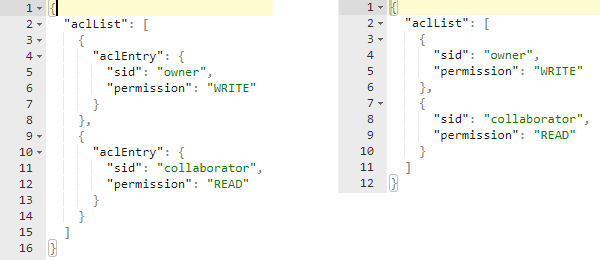 1 {
2 "aclList": [
3 {
4 "aclEntry": {
5 "sid": "owner",
6 "permission": "WRITE"
7 }
8 },
9 {
10 "aclEntry": {
11 "sid": "collaborator",
12 "permission": "READ"
13 }
14 }
15 ]
16 }
1 {
2 "aclList": [
3 {
4 "sid": "owner",
5 "permission": "WRITE"
6 },
7 {
8 "sid": "collaborator",
9 "permission": "READ"
10 }
11 ]
12 }